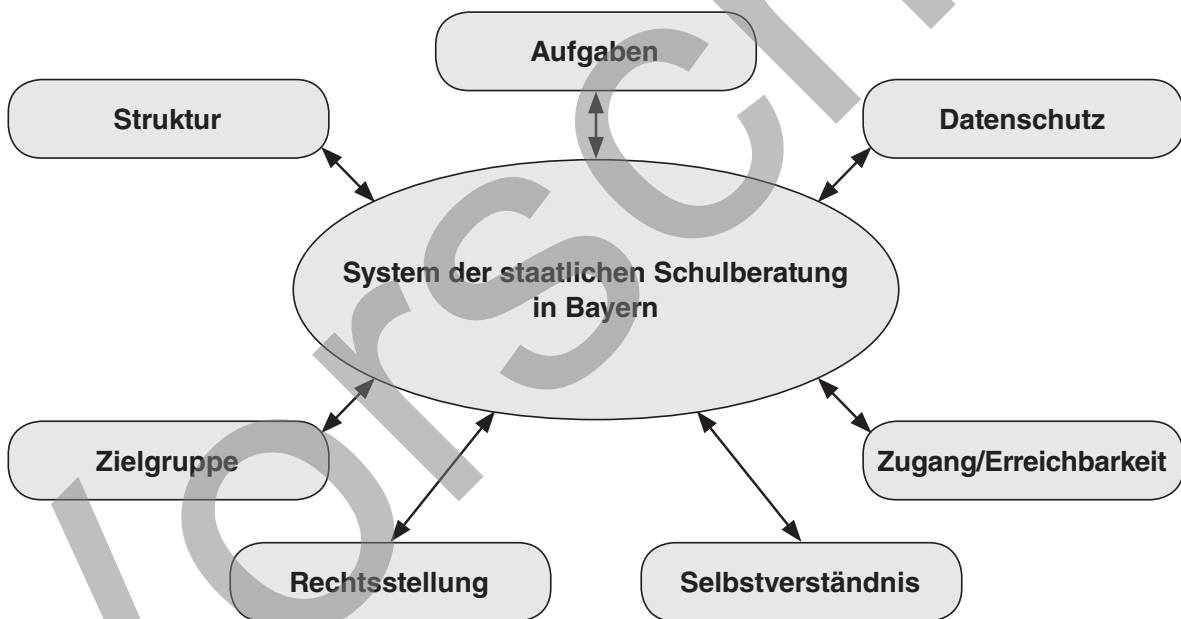 Aufgaben
Struktur
Datenschutz
System der staatlichen Schulberatung
in Bayern
Zielgruppe
Zugang/Erreichbarkeit
Rechtsstellung
Selbstverständnis